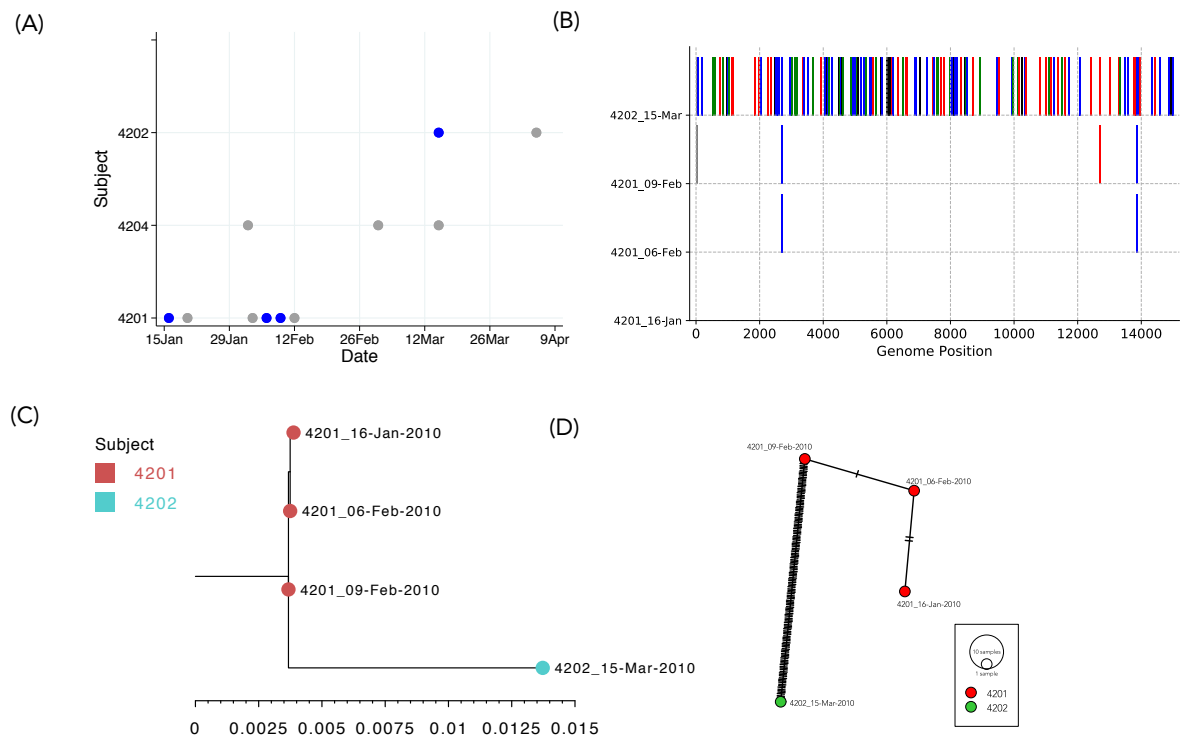 (A)
Subject
4202
4204
4201
15Jan 29Jan 12Feb 26Feb 12Mar 26Mar 9Apr
Date
(B)
4202_15-Mar
4201_09-Feb
4201_06-Feb
4201_16-Jan
0 2000 4000 6000 8000 10000 12000 14000
Genome Position
(C)
Subject
4201
4202
4201_16-Jan-2010
4201_06-Feb-2010
4201_09-Feb-2010
4202_15-Mar-2010
0 0.0025 0.005 0.0075 0.01 0.0125 0.015
(D)
4201_09-Feb-2010
4201_06-Feb-2010
4201_16-Jan-2010
4202_15-Mar-2010
10 samples
1 sample
4201
4202